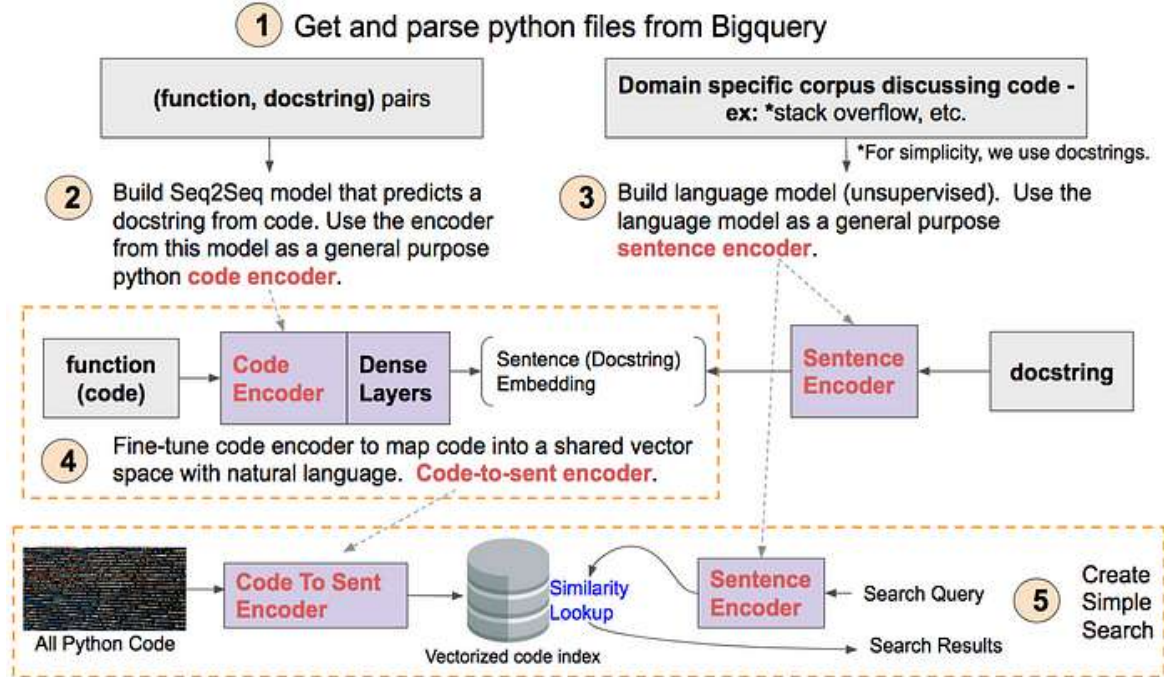 1 Get and parse python files from Bigquery
(function, docstring) pairs
Domain specific corpus discussing code -
ex: *stack overflow, etc.
*For simplicity, we use docstrings.
2 Build Seq2Seq model that predicts a
docstring from code. Use the encoder
from this model as a general purpose
python code encoder.
3 Build language model (unsupervised). Use the
language model as a general purpose
sentence encoder.
function
(code)
Code
Encoder
Dense
Layers
Sentence (Docstring)
Embedding
Sentence
Encoder
docstring
4 Fine-tune code encoder to map code into a shared vector
space with natural language. Code-to-sent encoder.
All Python Code
Code To Sent
Encoder
Vectorized code index
Similarity
Lookup
Sentence
Encoder
Search Query
Search Results
5 Create
Simple
Search